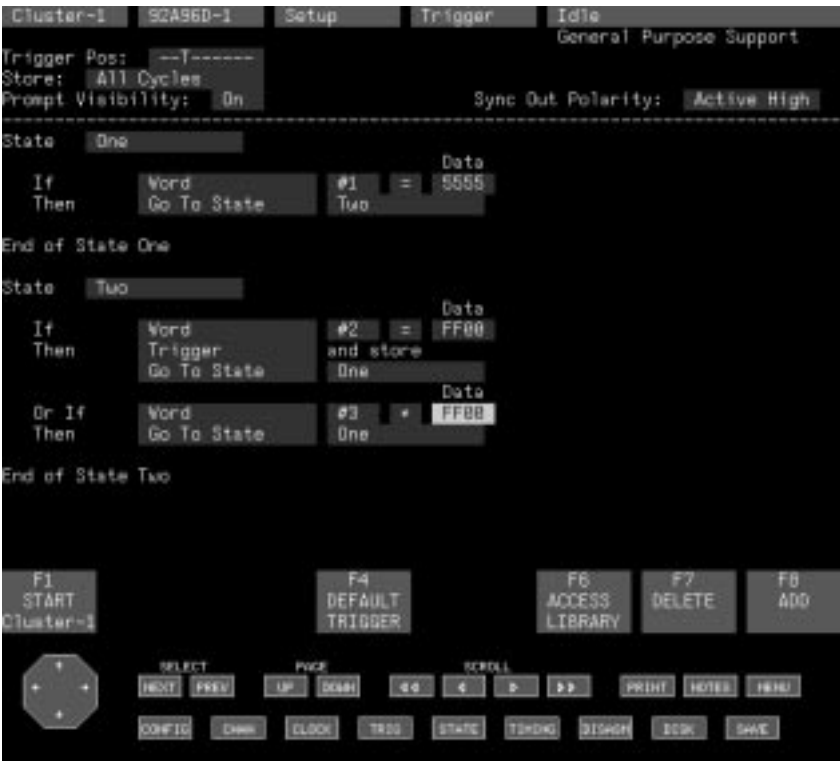 Cluster-1 92A96D-1 Setup Trigger Idle
General Purpose Support
Trigger Pos: --T------
Store: All Cycles
Prompt Visibility: On Sync Out Polarity: Active High
State One
Data
If Word #1 = 5555
Then Go To State Two
End of State One
State Two
Data
If Word #2 = FF00
Then Trigger and store
Go To State One
Data
Or If Word #3 ≠ FF00
Then Go To State One
End of State Two
F1 F4 F6 F7 F8
START DEFAULT ACCESS DELETE ADD
Cluster-1 TRIGGER LIBRARY
SELECT PAGE SCROLL
NEXT PREV UP DOWN PRINT NOTES MENU
CONFIG CHAN CLOCK TRIG STATE TIMING DISASM DISK SAVE